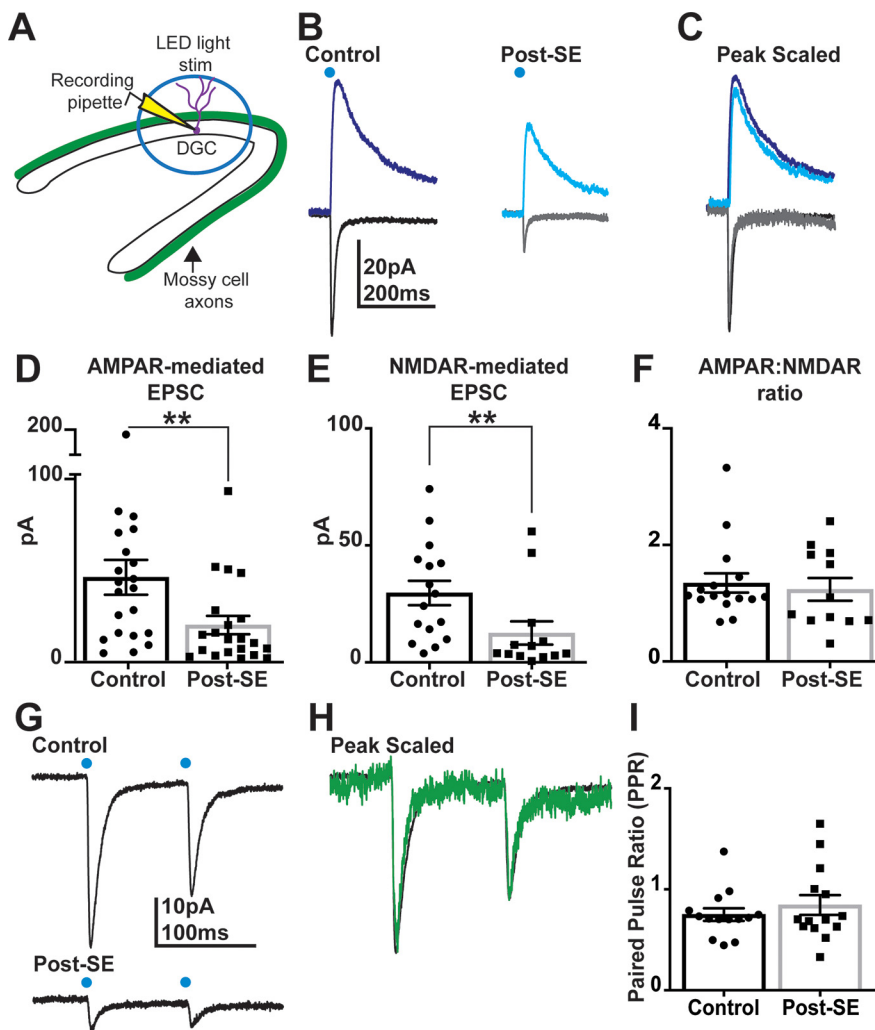 A
LED light
stim
Recording
pipette
DGC
Mossy cell
axons
B
Control
Post-SE
20pA
200ms
C
Peak Scaled
D
AMPAR-mediated
EPSC
**
200
100
0
pA
Control
Post-SE
E
NMDAR-mediated
EPSC
**
100
50
0
pA
Control
Post-SE
F
AMPAR:NMDAR
ratio
4
2
0
Control
Post-SE
G
Control
10pA
100ms
Post-SE
H
Peak Scaled
I
Paired Pulse Ratio (PPR)
2
1
0
Control
Post-SE